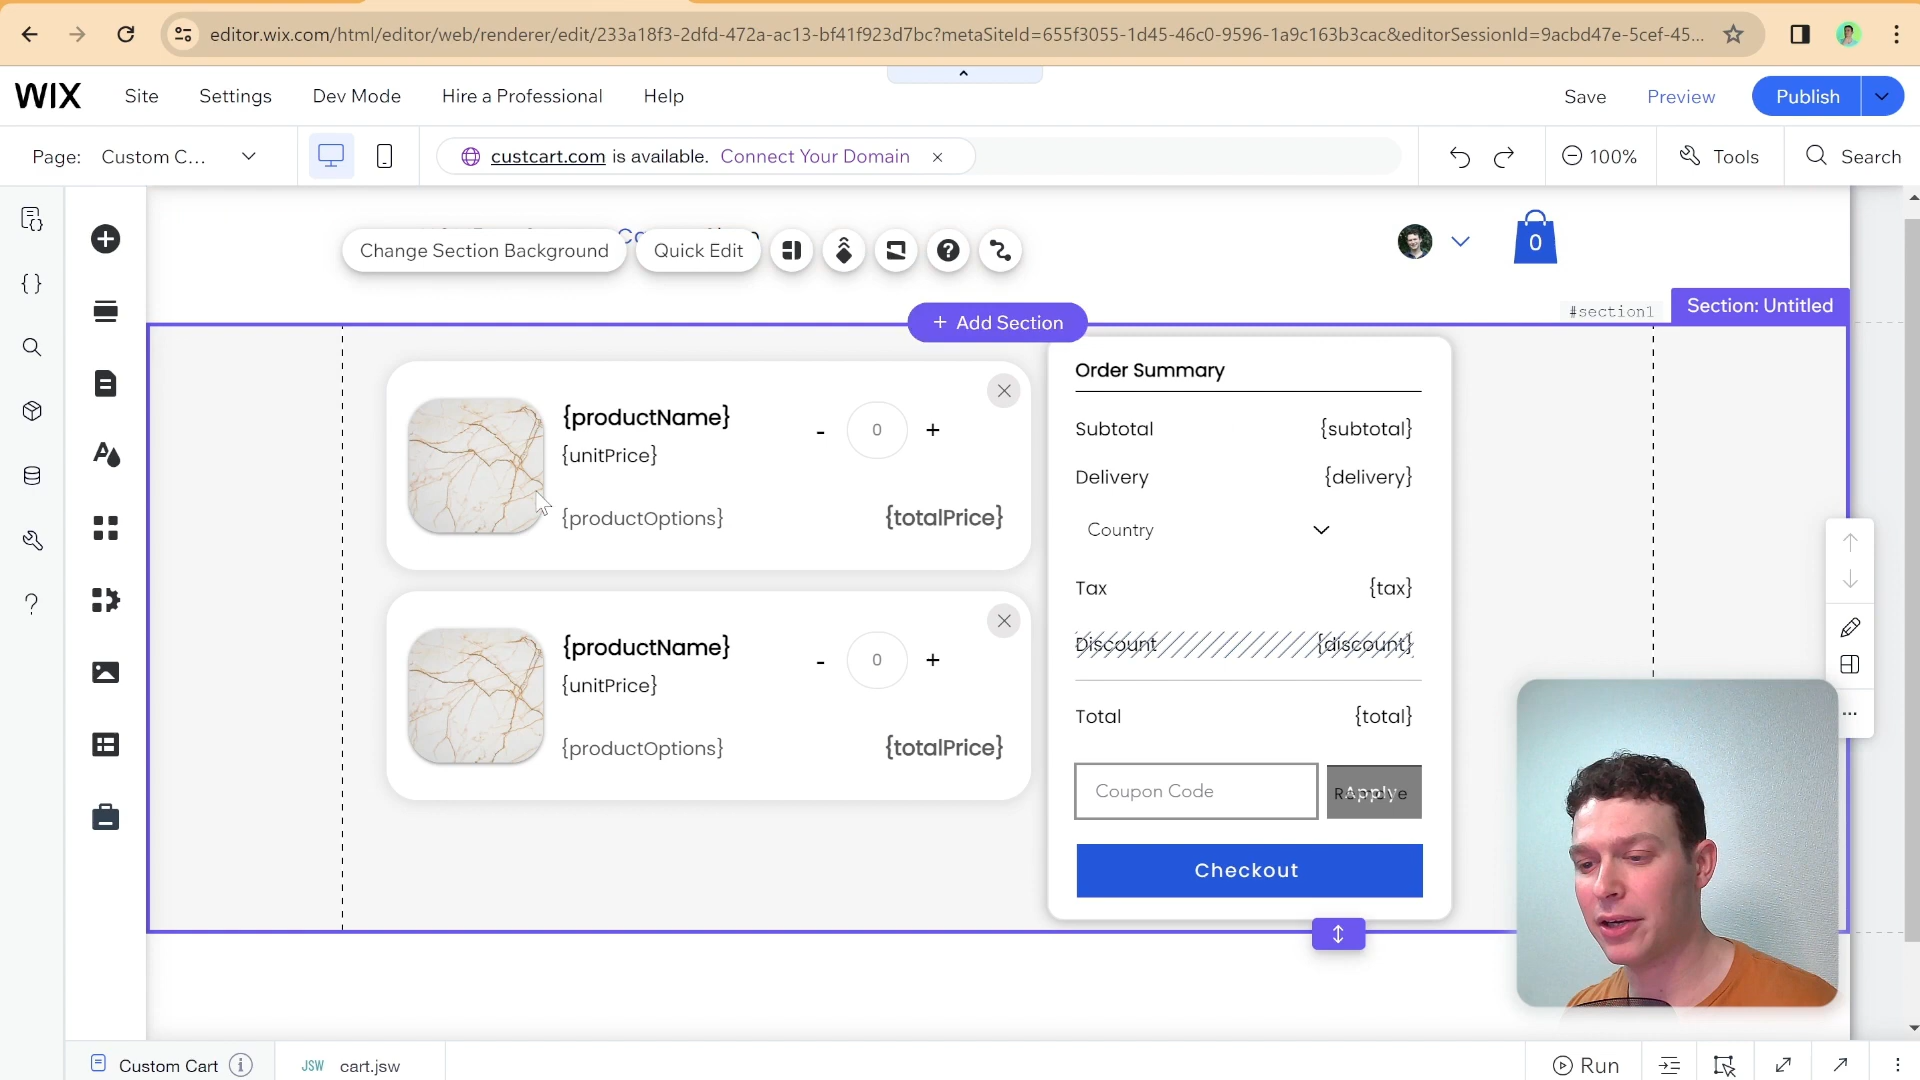 editor.wix.com/html/editor/web/renderer/edit/233a18f3-2dfd-472a-ac13-bf41f923d7bc?metaSiteId=655f3055-1d45-46c0-9596-1a9c163b3cac&editorSessionId=9acbd47e-5cef-45...
WIX Site Settings Dev Mode Hire a Professional Help Save Preview Publish
Page: Custom C... custcart.com is available. Connect Your Domain 100% Tools Search
Change Section Background Quick Edit 0
#section1 Section: Untitled
+ Add Section
Order Summary
{productName} - 0 +
{unitPrice}
{productOptions} {totalPrice}
{productName} - 0 +
{unitPrice}
{productOptions} {totalPrice}
Subtotal {subtotal}
Delivery {delivery}
Country
Tax {tax}
Discount {discount}
Total {total}
Coupon Code Apply
Remove
Checkout
Custom Cart JSW cart.jsw Run